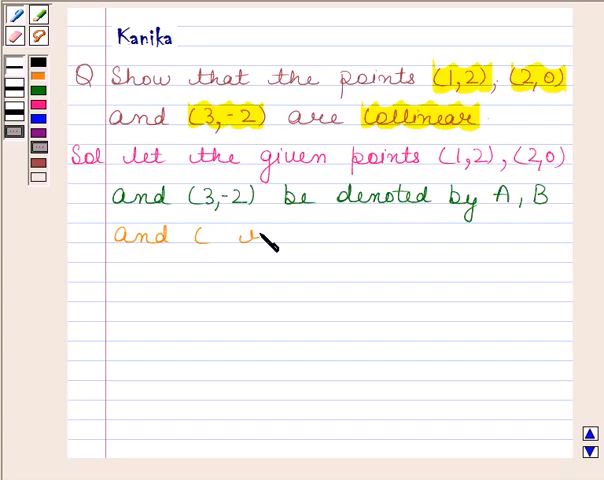 Kanika
Q Show that the points (1,2), (2,0)
and (3,-2) are collinear.
Sol let the given points (1,2), (2,0)
and (3,-2) be denoted by A, B
and C